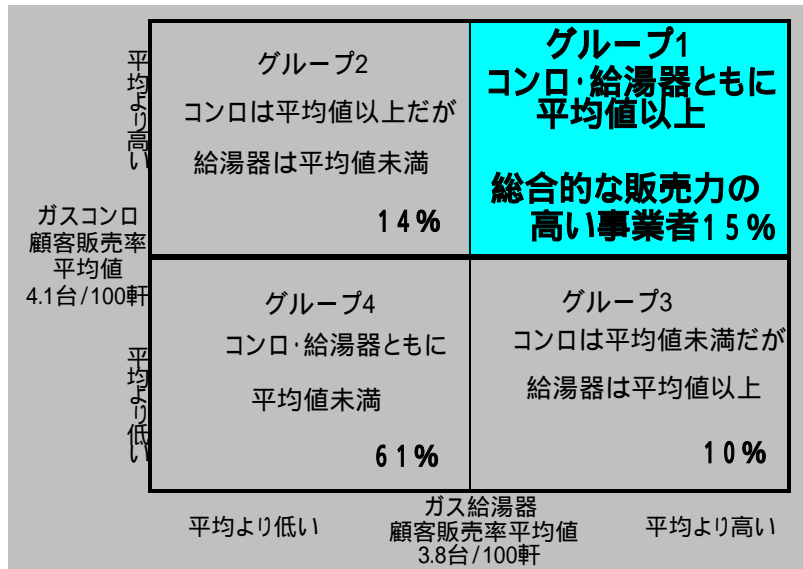 平均より高い
グループ2
コンロは平均値以上だが
給湯器は平均値未満
14%
グループ1
コンロ･給湯器ともに
平均値以上
総合的な販売力の
高い事業者15%
ガスコンロ
顧客販売率
平均値
4.1台/100軒
平均より低い
グループ4
コンロ･給湯器ともに
平均値未満
61%
グループ3
コンロは平均値未満だが
給湯器は平均値以上
10%
平均より低い
ガス給湯器
顧客販売率平均値
3.8台/100軒
平均より高い